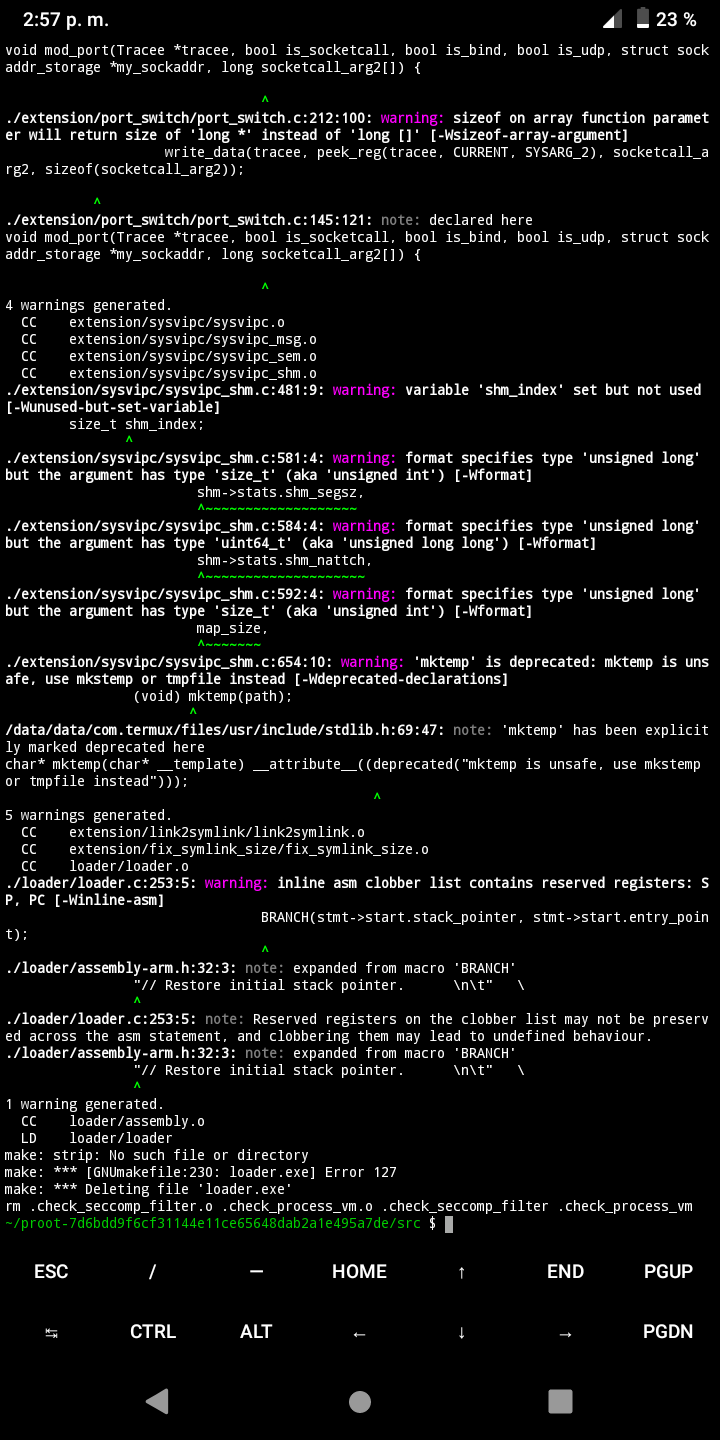 2:57 p. m. 23 %
void mod_port(Tracee *tracee, bool is_socketcall, bool is_bind, bool is_udp, struct sock
addr_storage *my_sockaddr, long socketcall_arg2[]) {
^
./extension/port_switch/port_switch.c:212:100: warning: sizeof on array function paramet
er will return size of 'long *' instead of 'long []' [-Wsizeof-array-argument]
write_data(tracee, peek_reg(tracee, CURRENT, SYSARG_2), socketcall_a
rg2, sizeof(socketcall_arg2));
^
./extension/port_switch/port_switch.c:145:121: note: declared here
void mod_port(Tracee *tracee, bool is_socketcall, bool is_bind, bool is_udp, struct sock
addr_storage *my_sockaddr, long socketcall_arg2[]) {
^
4 warnings generated.
CC extension/sysvipc/sysvipc.o
CC extension/sysvipc/sysvipc_msg.o
CC extension/sysvipc/sysvipc_sem.o
CC extension/sysvipc/sysvipc_shm.o
./extension/sysvipc/sysvipc_shm.c:481:9: warning: variable 'shm_index' set but not used
[-Wunused-but-set-variable]
size_t shm_index;
^
./extension/sysvipc/sysvipc_shm.c:581:4: warning: format specifies type 'unsigned long'
but the argument has type 'size_t' (aka 'unsigned int') [-Wformat]
shm->stats.shm_segsz,
^~~~~~~~~~~~~~~~~~~~
./extension/sysvipc/sysvipc_shm.c:584:4: warning: format specifies type 'unsigned long'
but the argument has type 'uint64_t' (aka 'unsigned long long') [-Wformat]
shm->stats.shm_nattch,
^~~~~~~~~~~~~~~~~~~~~
./extension/sysvipc/sysvipc_shm.c:592:4: warning: format specifies type 'unsigned long'
but the argument has type 'size_t' (aka 'unsigned int') [-Wformat]
map_size,
^~~~~~~~
./extension/sysvipc/sysvipc_shm.c:654:10: warning: 'mktemp' is deprecated: mktemp is uns
afe, use mkstemp or tmpfile instead [-Wdeprecated-declarations]
(void) mktemp(path);
^
/data/data/com.termux/files/usr/include/stdlib.h:69:47: note: 'mktemp' has been explicit
ly marked deprecated here
char* mktemp(char* __template) __attribute__((deprecated("mktemp is unsafe, use mkstemp
or tmpfile instead")));
^
5 warnings generated.
CC extension/link2symlink/link2symlink.o
CC extension/fix_symlink_size/fix_symlink_size.o
CC loader/loader.o
./loader/loader.c:253:5: warning: inline asm clobber list contains reserved registers: S
P, PC [-Winline-asm]
BRANCH(stmt->start.stack_pointer, stmt->start.entry_poin
t);
^
./loader/assembly-arm.h:32:3: note: expanded from macro 'BRANCH'
"// Restore initial stack pointer. \n\t" \
^
./loader/loader.c:253:5: note: Reserved registers on the clobber list may not be preserv
ed across the asm statement, and clobbering them may lead to undefined behaviour.
./loader/assembly-arm.h:32:3: note: expanded from macro 'BRANCH'
"// Restore initial stack pointer. \n\t" \
^
1 warning generated.
CC loader/assembly.o
LD loader/loader
make: strip: No such file or directory
make: *** [GNUmakefile:230: loader.exe] Error 127
make: *** Deleting file 'loader.exe'
rm .check_seccomp_filter.o .check_process_vm.o .check_seccomp_filter .check_process_vm
~/proot-7d6bdd9f6cf31144e11ce65648dab2a1e495a7de/src $
ESC / — HOME ↑ END PGUP
↹ CTRL ALT ← ↓ → PGDN